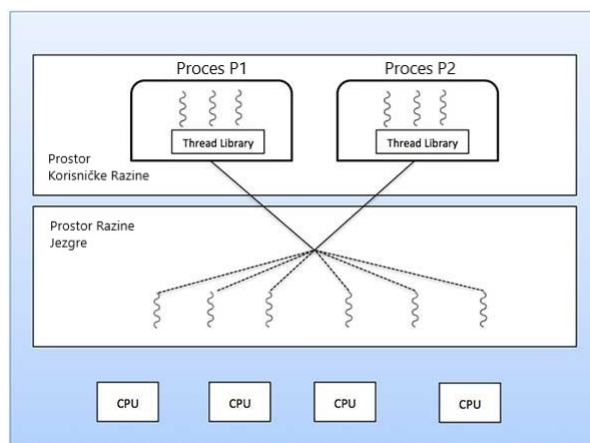 Proces P1
Proces P2
Thread Library
Thread Library
Prostor
Korisničke Razine
Prostor Razine
Jezgre
CPU
CPU
CPU
CPU